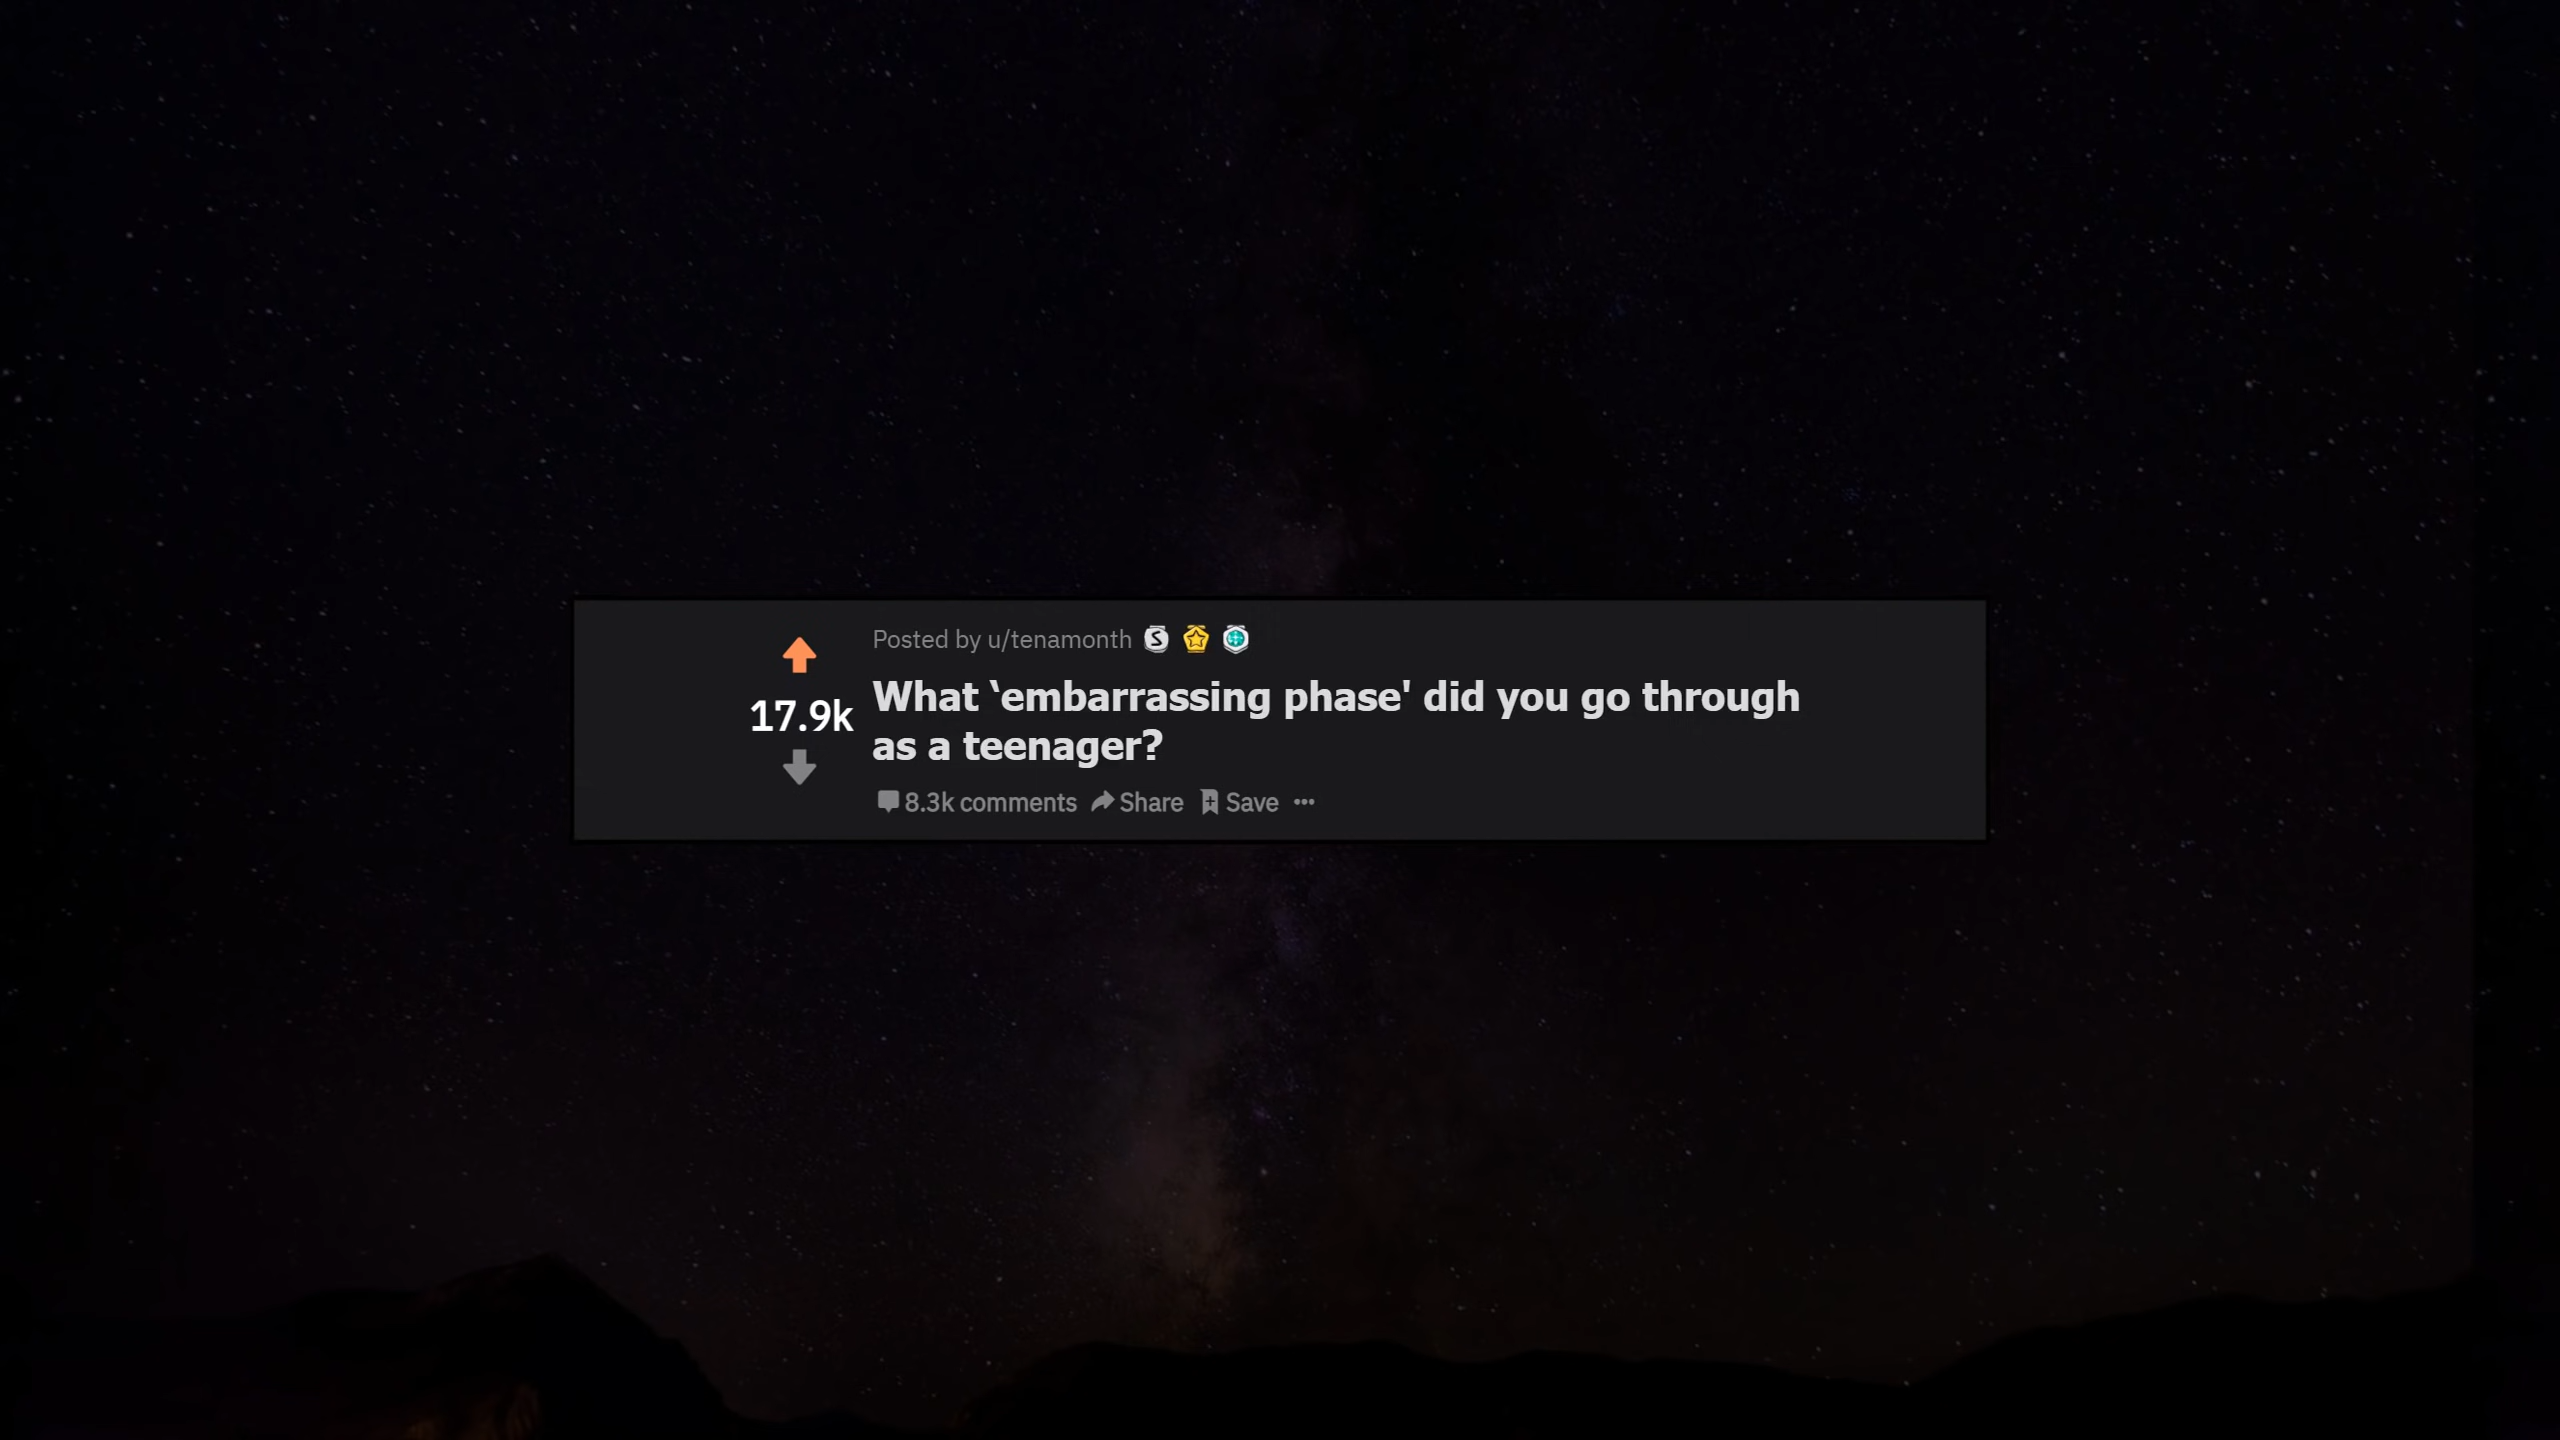 Posted by u/tenamonth
17.9k
What ‘embarrassing phase' did you go through
as a teenager?
8.3k comments Share Save ···